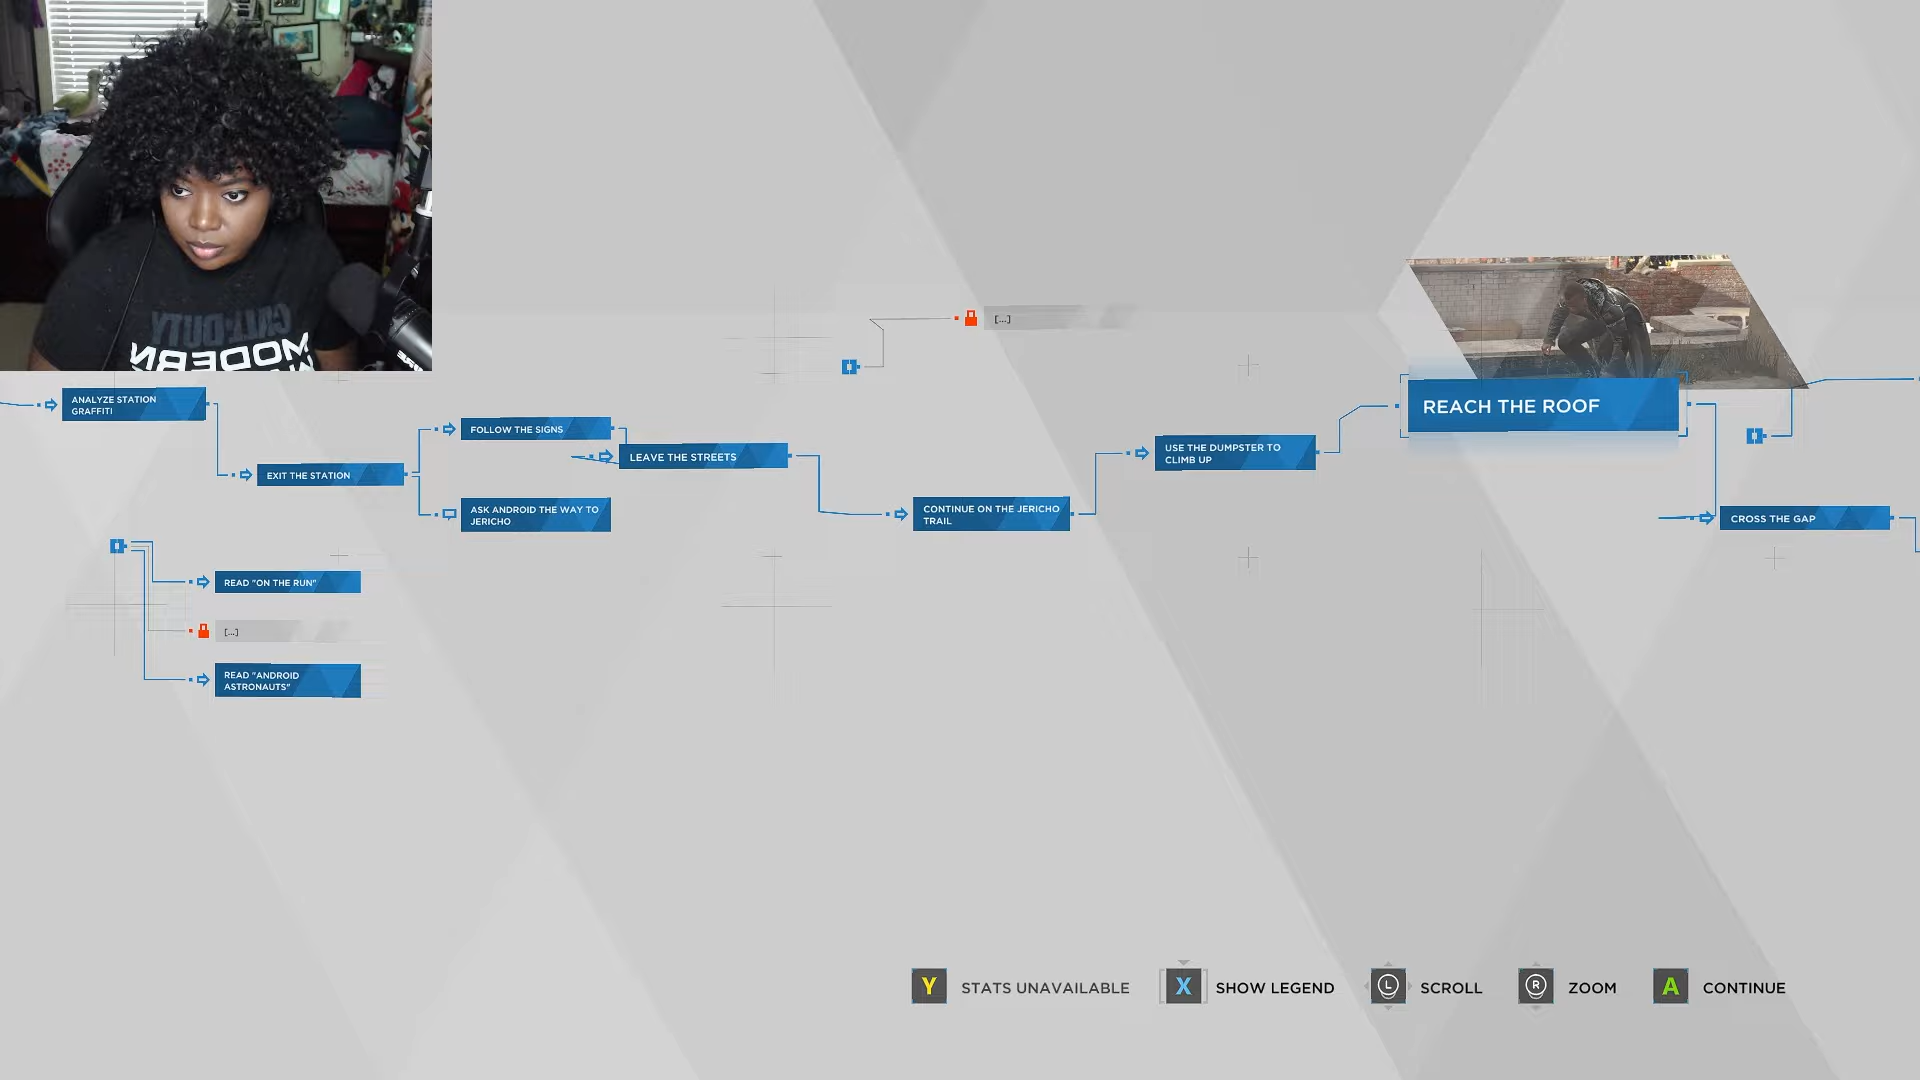 CALL·DUTY
MODERN
ANALYZE STATION
GRAFFITI
EXIT THE STATION
FOLLOW THE SIGNS
ASK ANDROID THE WAY TO
JERICHO
LEAVE THE STREETS
[...]
CONTINUE ON THE JERICHO
TRAIL
USE THE DUMPSTER TO
CLIMB UP
REACH THE ROOF
CROSS THE GAP
READ "ON THE RUN"
[...]
READ "ANDROID
ASTRONAUTS"
Y STATS UNAVAILABLE
X SHOW LEGEND
L SCROLL
R ZOOM
A CONTINUE